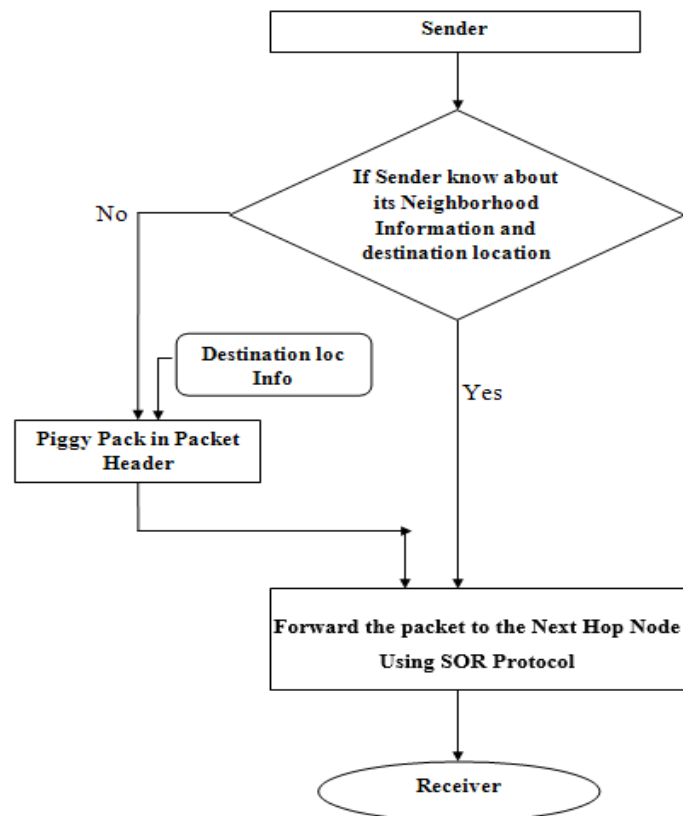 Sender
If Sender know about
its Neighborhood
Information and
destination location
No
Destination loc
Info
Yes
Piggy Pack in Packet
Header
Forward the packet to the Next Hop Node
Using SOR Protocol
Receiver